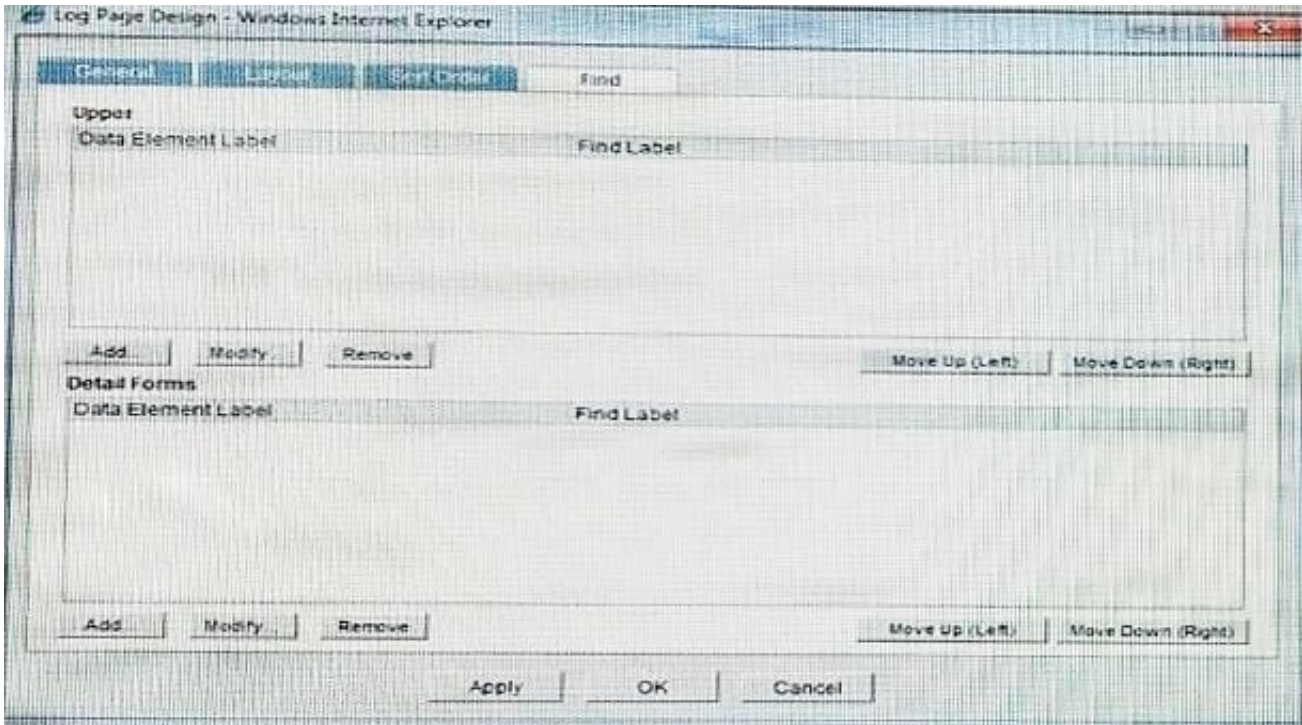 Log Page Design - Windows Internet Explorer
General Layout Sort Order Find
Upper
Data Element Label Find Label
Add... Modify... Remove Move Up (Left) Move Down (Right)
Detail Forms
Data Element Label Find Label
Add... Modify... Remove Move Up (Left) Move Down (Right)
Apply OK Cancel